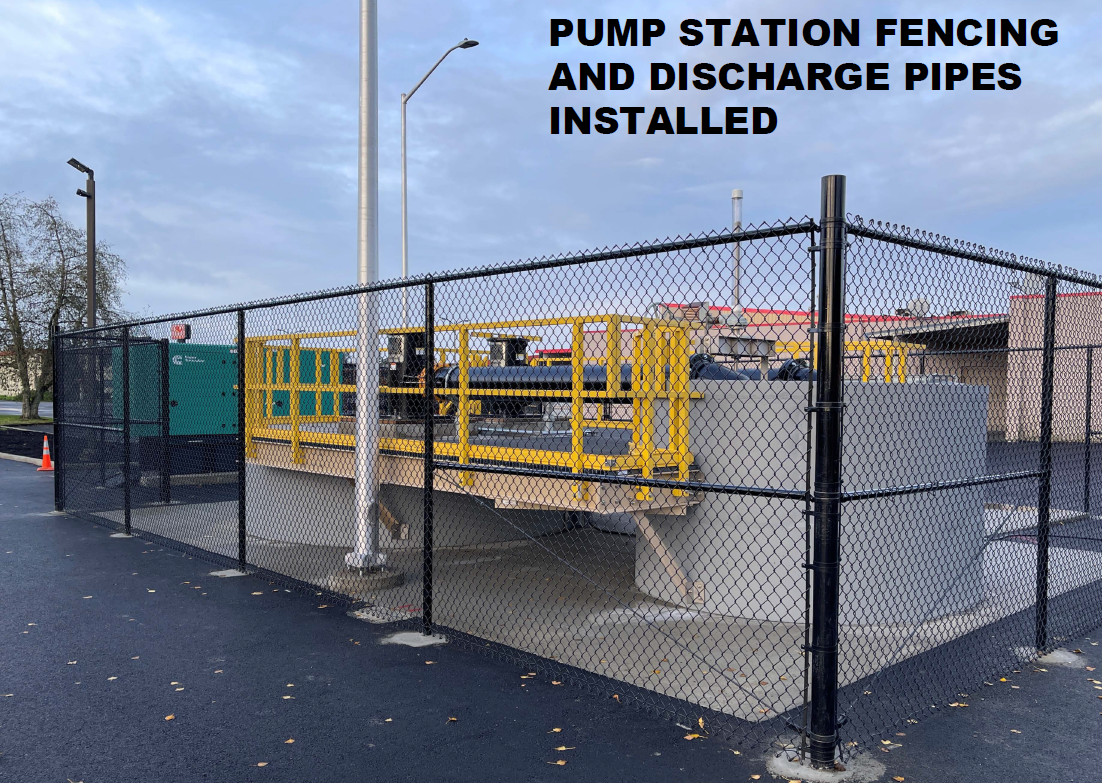 PUMP STATION FENCING
AND DISCHARGE PIPES
INSTALLED